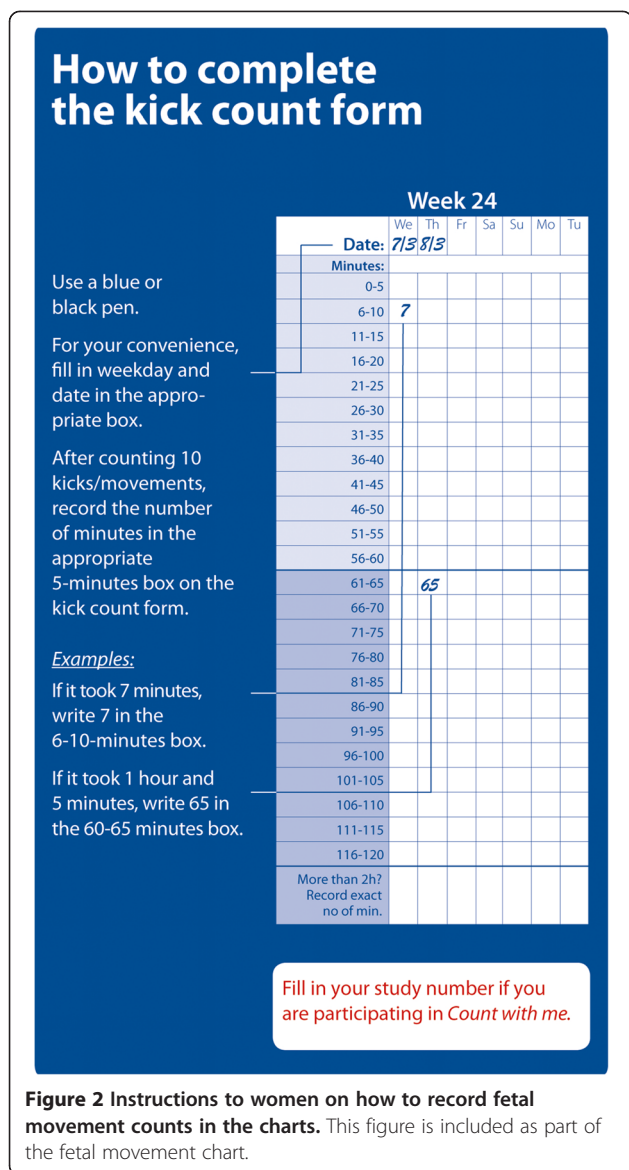 How to complete
the kick count form
Use a blue or
black pen.
For your convenience,
fill in weekday and
date in the appro-
priate box.
After counting 10
kicks/movements,
record the number
of minutes in the
appropriate
5-minutes box on the
kick count form.
Examples:
If it took 7 minutes,
write 7 in the
6-10-minutes box.
If it took 1 hour and
5 minutes, write 65 in
the 60-65 minutes box.
Week 24
We Th Fr Sa Su Mo Tu
Date: 7/3 8/3
Minutes:
0-5
6-10 7
11-15
16-20
21-25
26-30
31-35
36-40
41-45
46-50
51-55
56-60
61-65 65
66-70
71-75
76-80
81-85
86-90
91-95
96-100
101-105
106-110
111-115
116-120
More than 2h?
Record exact
no of min.
Fill in your study number if you
are participating in Count with me.
Figure 2 Instructions to women on how to record fetal
movement counts in the charts. This figure is included as part of
the fetal movement chart.